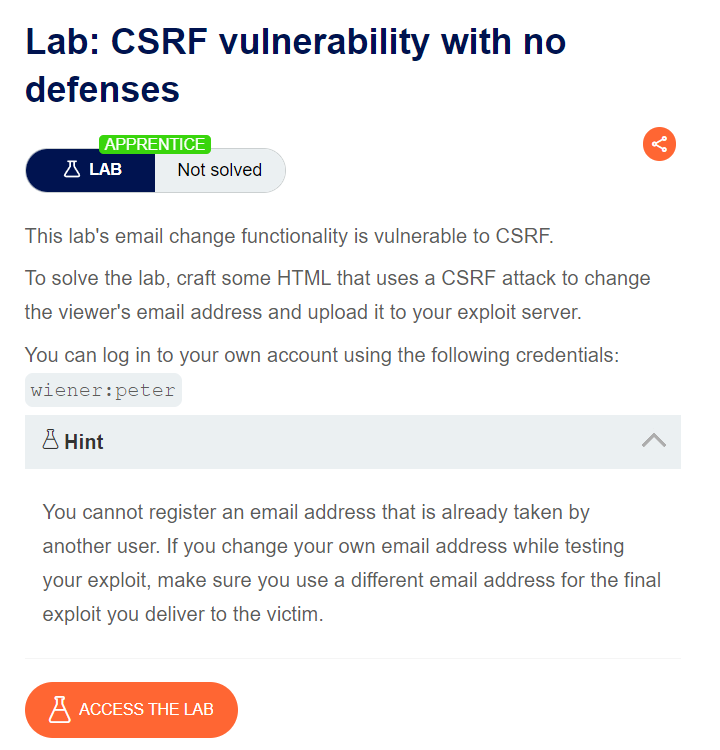 Lab: CSRF vulnerability with no
defenses
APPRENTICE
LAB
Not solved
This lab's email change functionality is vulnerable to CSRF.
To solve the lab, craft some HTML that uses a CSRF attack to change
the viewer's email address and upload it to your exploit server.
You can log in to your own account using the following credentials:
wiener:peter
Hint
You cannot register an email address that is already taken by
another user. If you change your own email address while testing
your exploit, make sure you use a different email address for the final
exploit you deliver to the victim.
ACCESS THE LAB